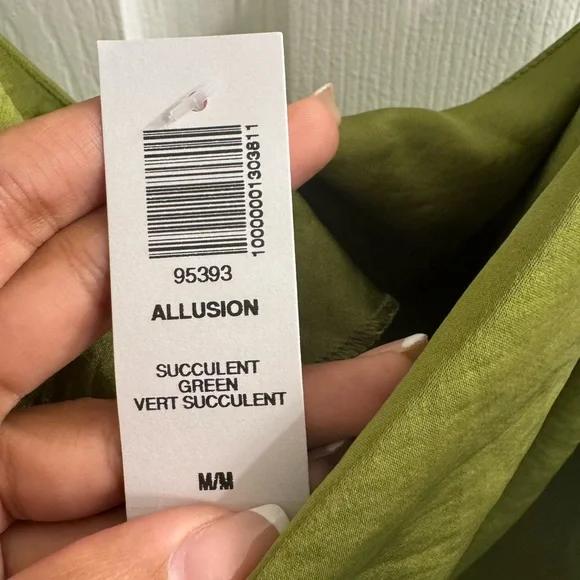 10000001303811
95393
ALLUSION
SUCCULENT
GREEN
VERT SUCCULENT
M/M